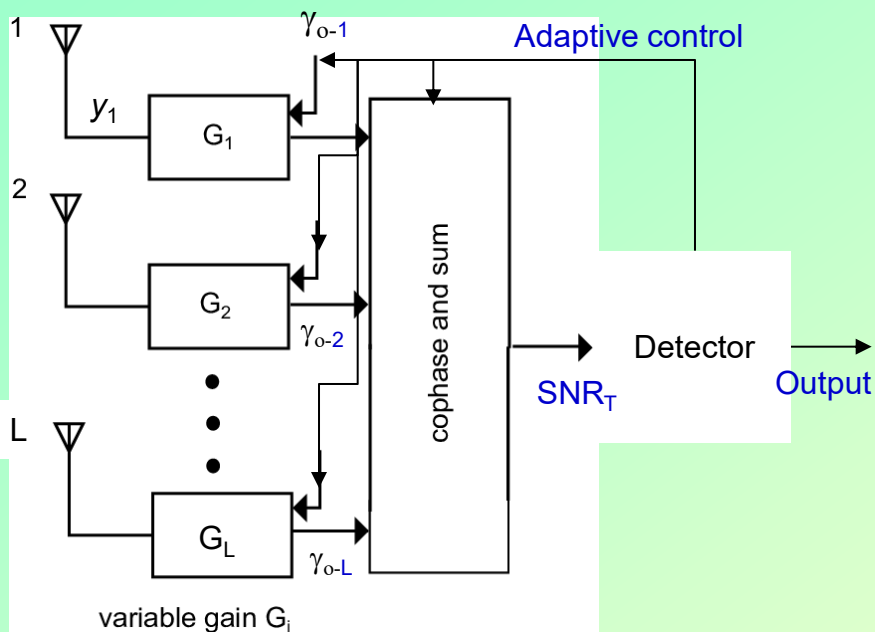 1
γo-1
Adaptive control
y1
G1
2
G2
γo-2
cophase and sum
Detector
SNRT
Output
L
GL
γo-L
variable gain Gi